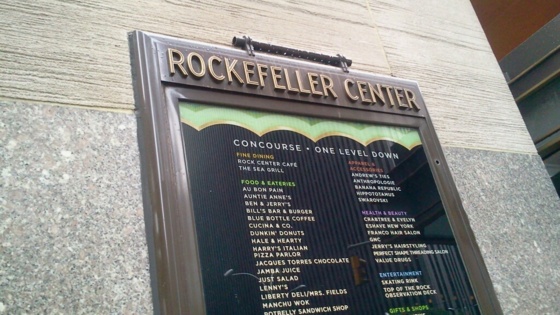 ROCKEFELLER CENTER
CONCOURSE • ONE LEVEL DOWN
FINE DINING
ROCK CENTER CAFÉ
THE SEA GRILL
FOOD & EATERIES
AU BON PAIN
AUNTIE ANNE'S
BEN & JERRY'S
BILL'S BAR & BURGER
BLUE BOTTLE COFFEE
CUCINA & CO.
DUNKIN' DONUTS
HALE & HEARTY
HARRY'S ITALIAN
PIZZA PARLOR
JACQUES TORRES CHOCOLATE
JAMBA JUICE
JUST SALAD
LENNY'S
LIBERTY DELI/MRS. FIELDS
MANCHU WOK
POTBELLY SANDWICH SHOP
APPAREL &
ACCESSORIES
ANDREW'S TIES
ANTHROPOLOGIE
BANANA REPUBLIC
HIPPOTOTAMUS
SWAROVSKI
HEALTH & BEAUTY
CRABTREE & EVELYN
ESHAVE NEW YORK
FRANCO HAIR SALON
GNC
JERRY'S HAIRSTYLING
PERFECT SHAPE THREADING SALON
VALUE DRUGS
ENTERTAINMENT
SKATING RINK
TOP OF THE ROCK
OBSERVATION DECK
GIFTS & SHOPS